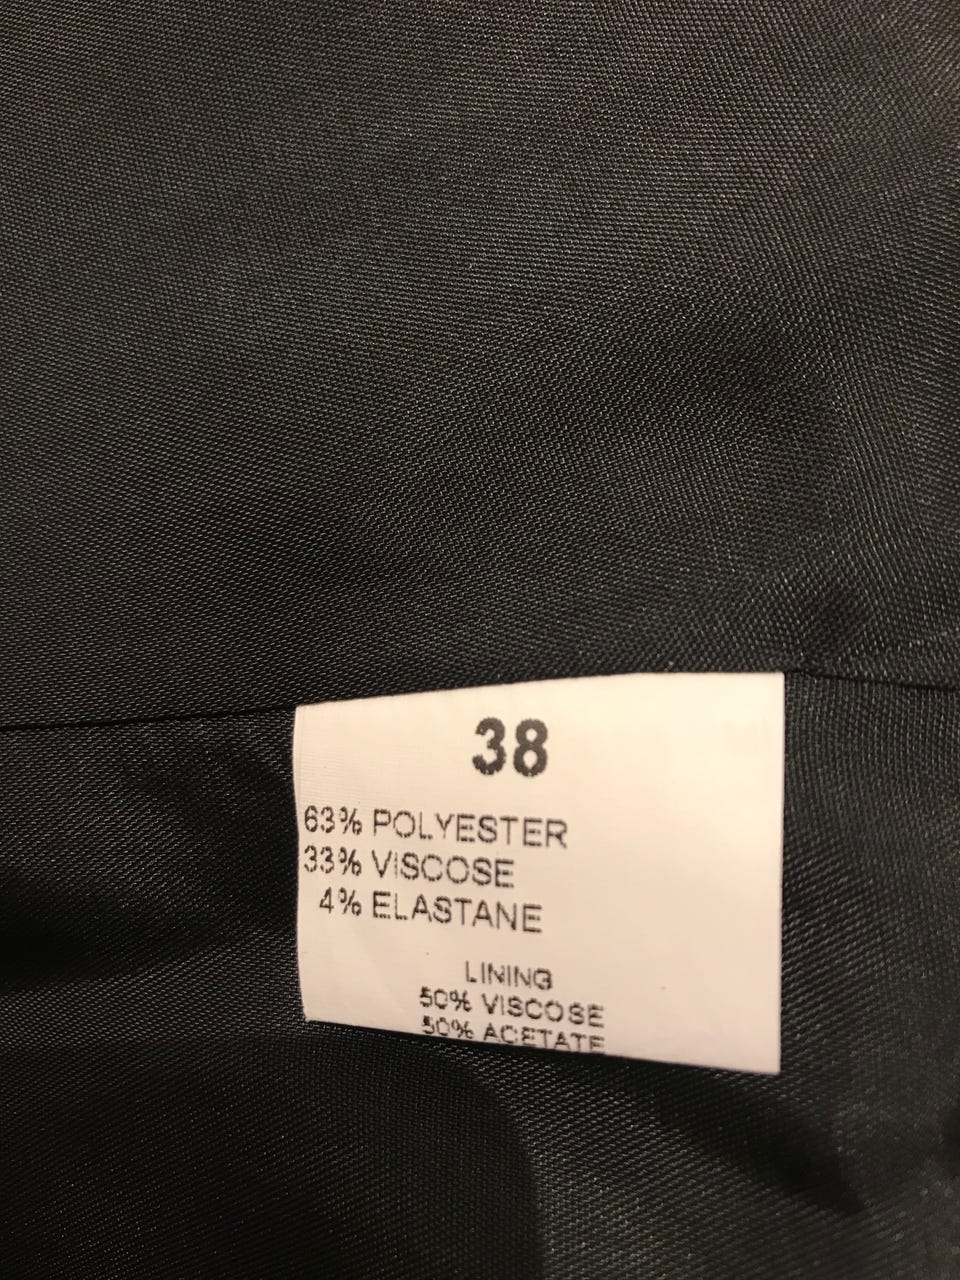 38
63% POLYESTER
33% VISCOSE
4% ELASTANE
LINING
50% VISCOSE
50% ACETATE